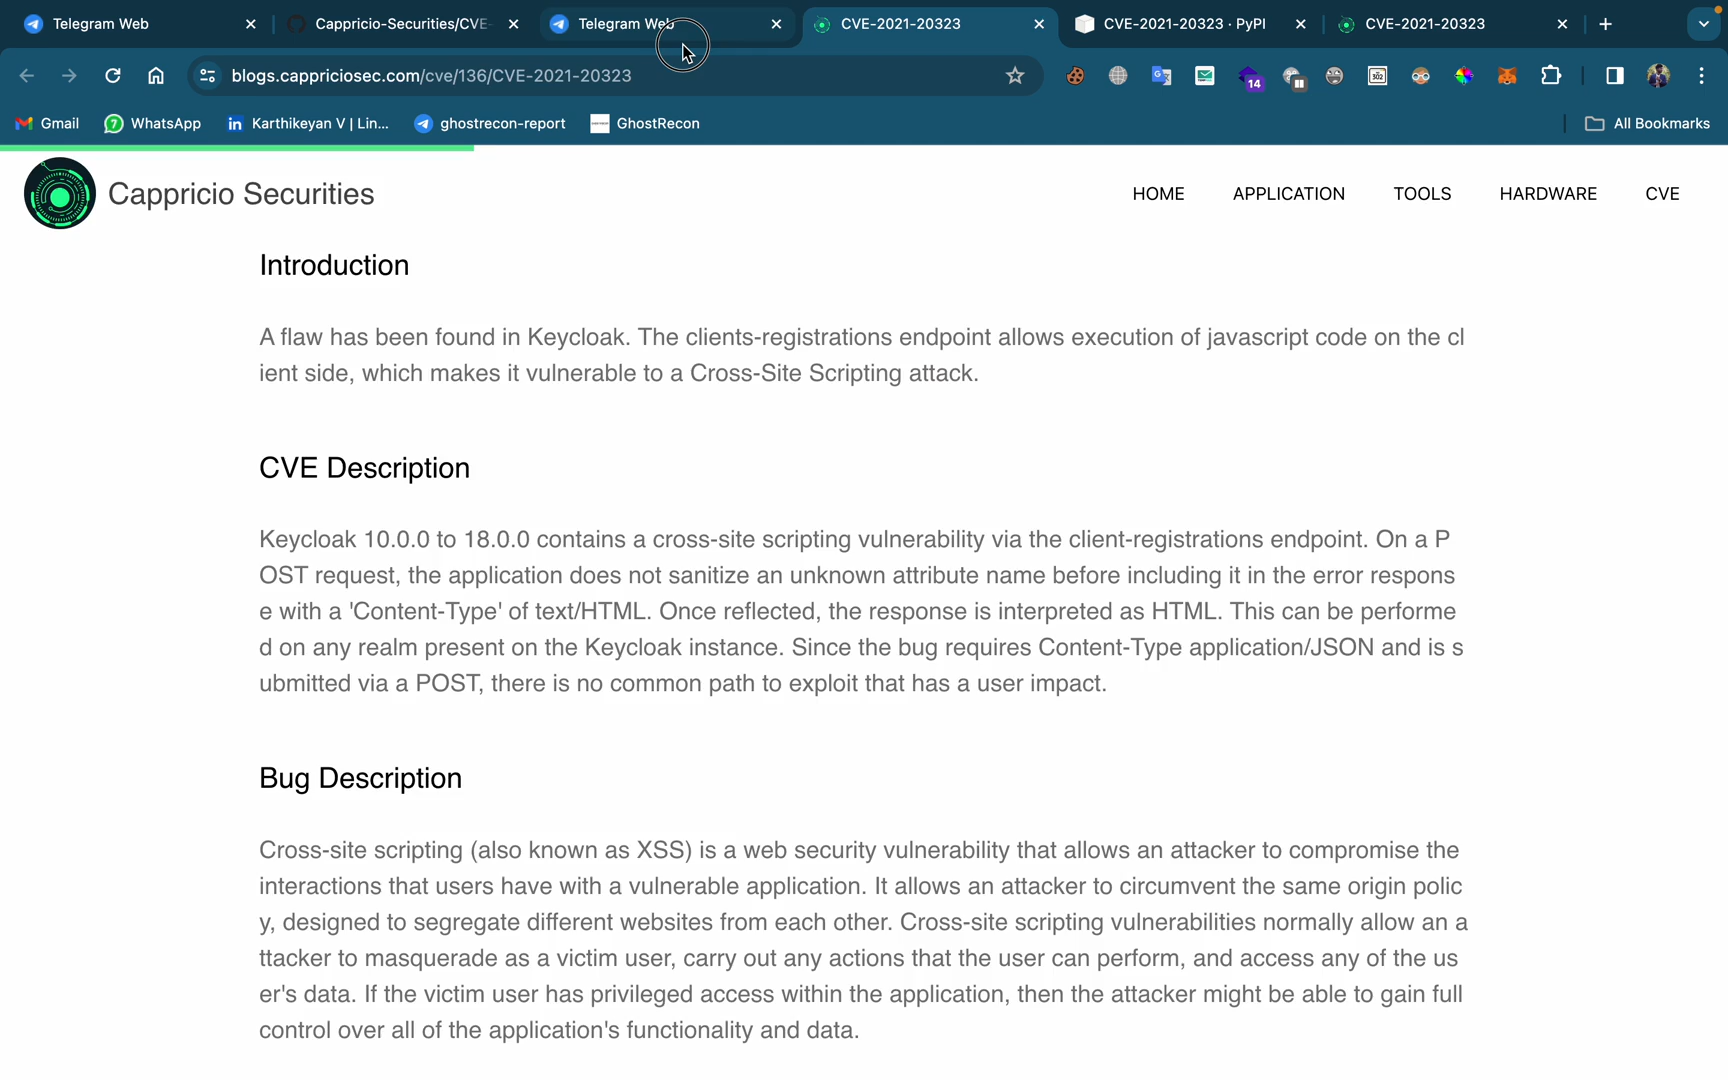 Telegram Web
Cappricio-Securities/CVE-
Telegram Web
CVE-2021-20323
CVE-2021-20323 · PyPI
CVE-2021-20323
blogs.cappriciosec.com/cve/136/CVE-2021-20323
14
302
Gmail
7
WhatsApp
Karthikeyan V | Lin...
ghostrecon-report
GhostRecon
All Bookmarks
Cappricio Securities
HOME
APPLICATION
TOOLS
HARDWARE
CVE
Introduction
A flaw has been found in Keycloak. The clients-registrations endpoint allows execution of javascript code on the cl
ient side, which makes it vulnerable to a Cross-Site Scripting attack.
CVE Description
Keycloak 10.0.0 to 18.0.0 contains a cross-site scripting vulnerability via the client-registrations endpoint. On a P
OST request, the application does not sanitize an unknown attribute name before including it in the error respons
e with a 'Content-Type' of text/HTML. Once reflected, the response is interpreted as HTML. This can be performe
d on any realm present on the Keycloak instance. Since the bug requires Content-Type application/JSON and is s
ubmitted via a POST, there is no common path to exploit that has a user impact.
Bug Description
Cross-site scripting (also known as XSS) is a web security vulnerability that allows an attacker to compromise the
interactions that users have with a vulnerable application. It allows an attacker to circumvent the same origin polic
y, designed to segregate different websites from each other. Cross-site scripting vulnerabilities normally allow an a
ttacker to masquerade as a victim user, carry out any actions that the user can perform, and access any of the us
er's data. If the victim user has privileged access within the application, then the attacker might be able to gain full
control over all of the application's functionality and data.